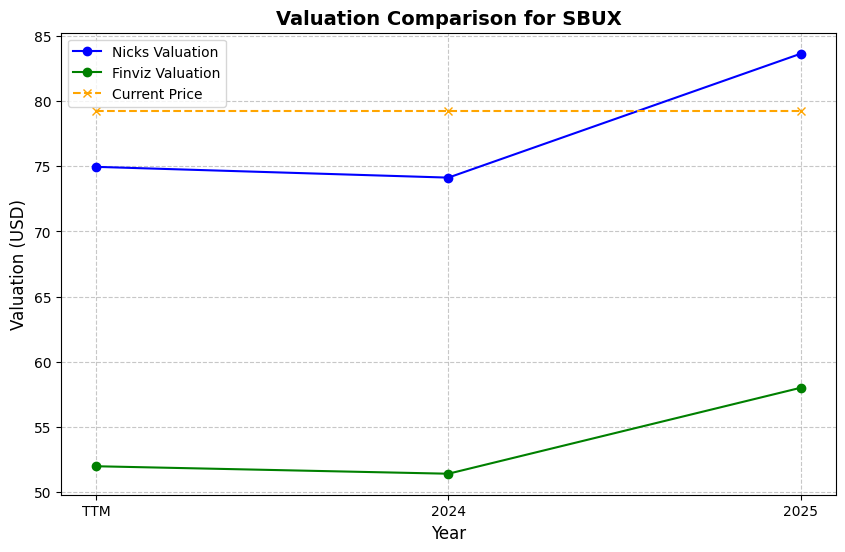 Valuation Comparison for SBUX
Nicks Valuation
Finviz Valuation
Current Price
Valuation (USD)
85
80
75
70
65
60
55
50
TTM
2024
2025
Year